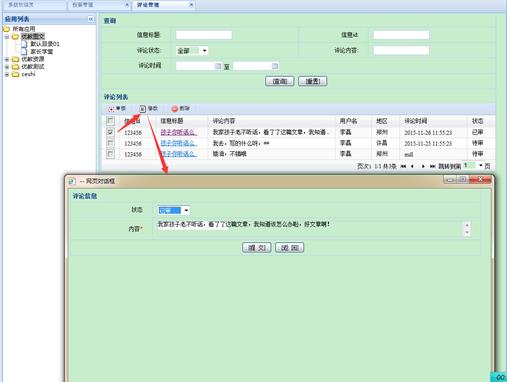 系统欢迎页 投票管理 评论管理
应用列表
所有应用
优教图文
默认目录01
家长学堂
优教资源
优教测试
ceshi
查询
信息标题: 信息id:
评论状态: 全部 评论内容:
评论时间 至
[查询] [重置]
评论列表
审核 修改 删除
信息标题 评论内容 用户名 地区 评论时间 状态
123456 孩子你听话么.. 我家孩子老不听话，看了了这篇文章，我知道... 李磊 郑州 2015-11-26 11:55:23 已审
123456 孩子你听话么.. 我去，写的什么呀， 李磊 许昌 2015-11-25 11:55:23 待审
123456 孩子你听话么.. 不错哦 李磊 郑州 null 待审
页次: 1/1 共3条 跳转到第 1 页
-- 网页对话框
评论信息
状态 已审
内容* 我家孩子老不听话，看了了这篇文章，我知道该怎么办啦，好文章啊！
[提 交] [返 回]
-00